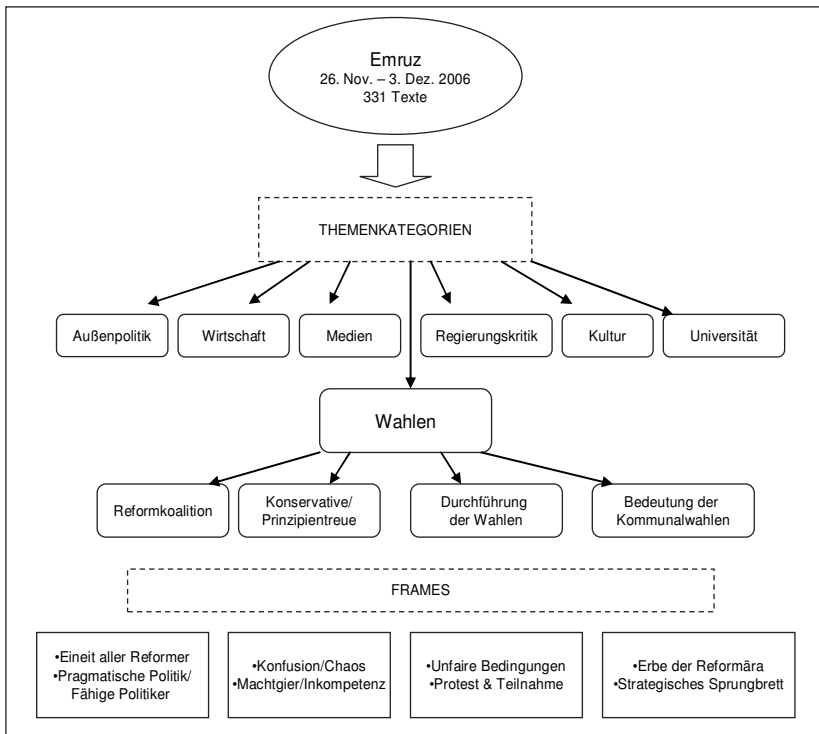 Emruz
26. Nov. – 3. Dez. 2006
331 Texte
THEMENKATEGORIEN
Außenpolitik
Wirtschaft
Medien
Regierungskritik
Kultur
Universität
Wahlen
Reformkoalition
Konservative/
Prinzipientreue
Durchführung
der Wahlen
Bedeutung der
Kommunalwahlen
FRAMES
•Eineit aller Reformer
•Pragmatische Politik/
Fähige Politiker
•Konfusion/Chaos
•Machtgier/Inkompetenz
•Unfaire Bedingungen
•Protest & Teilnahme
•Erbe der Reformära
•Strategisches Sprungbrett